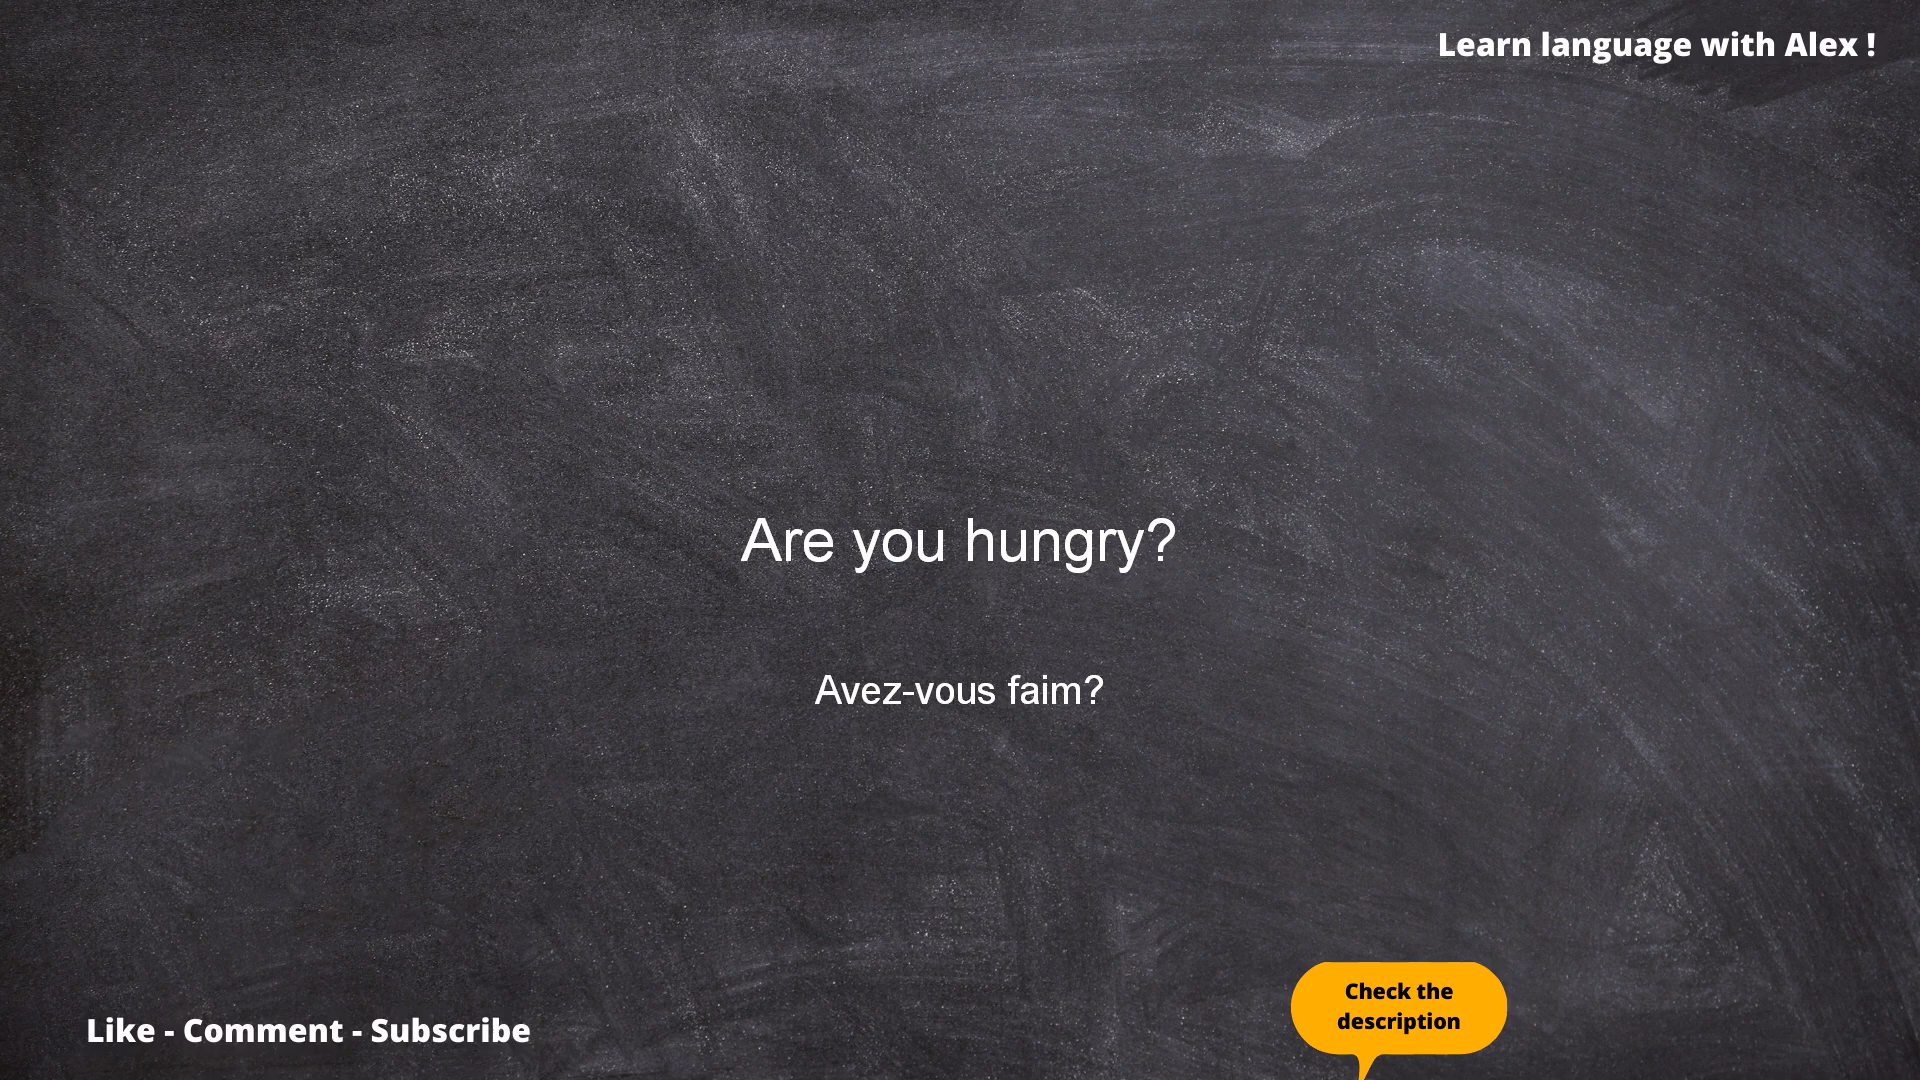 Learn language with Alex !
Are you hungry?
Avez-vous faim?
Check the
description
Like - Comment - Subscribe